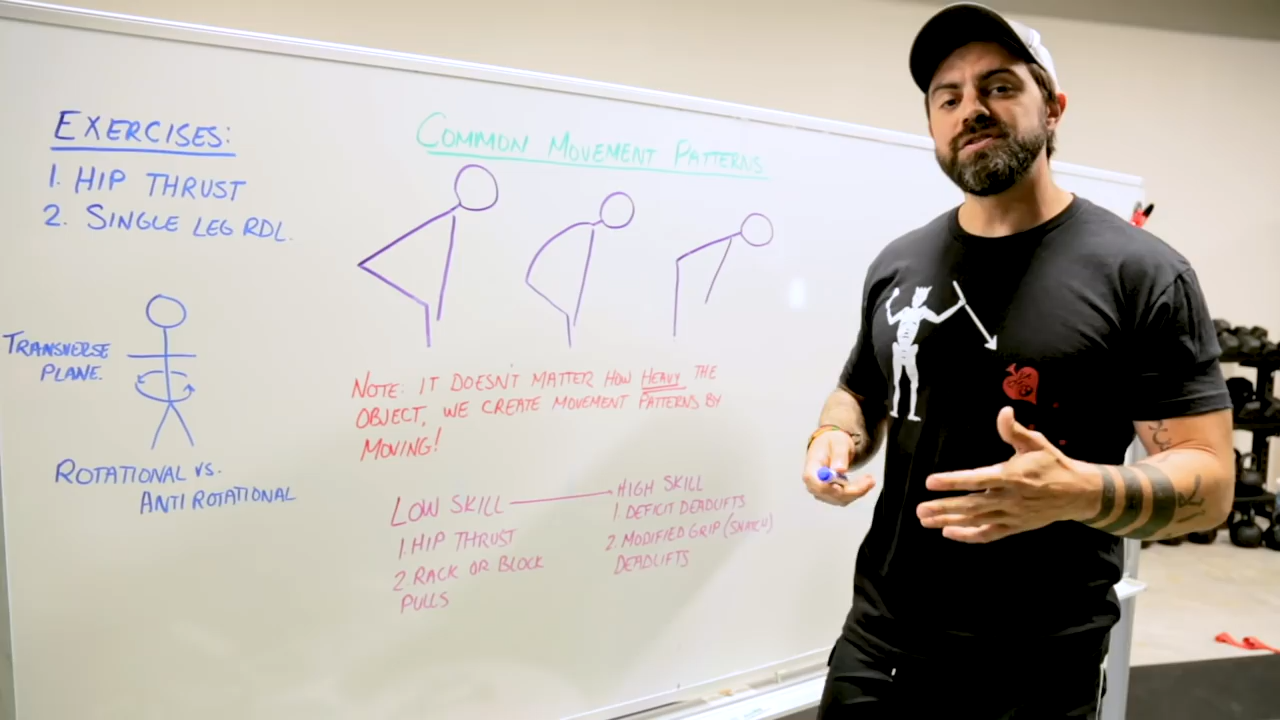 EXERCISES:
1. HIP THRUST
2. SINGLE LEG RDL.
TRANSVERSE
PLANE.
ROTATIONAL VS.
ANTI ROTATIONAL
COMMON MOVEMENT PATTERNS
NOTE: IT DOESN'T MATTER HOW HEAVY THE
OBJECT, WE CREATE MOVEMENT PATTERNS BY
MOVING!
LOW SKILL
1. HIP THRUST
2. RACK OR BLOCK
PULLS
HIGH SKILL
1. DEFICIT DEADLIFTS
2. MODIFIED GRIP (SNATCH)
DEADLIFTS